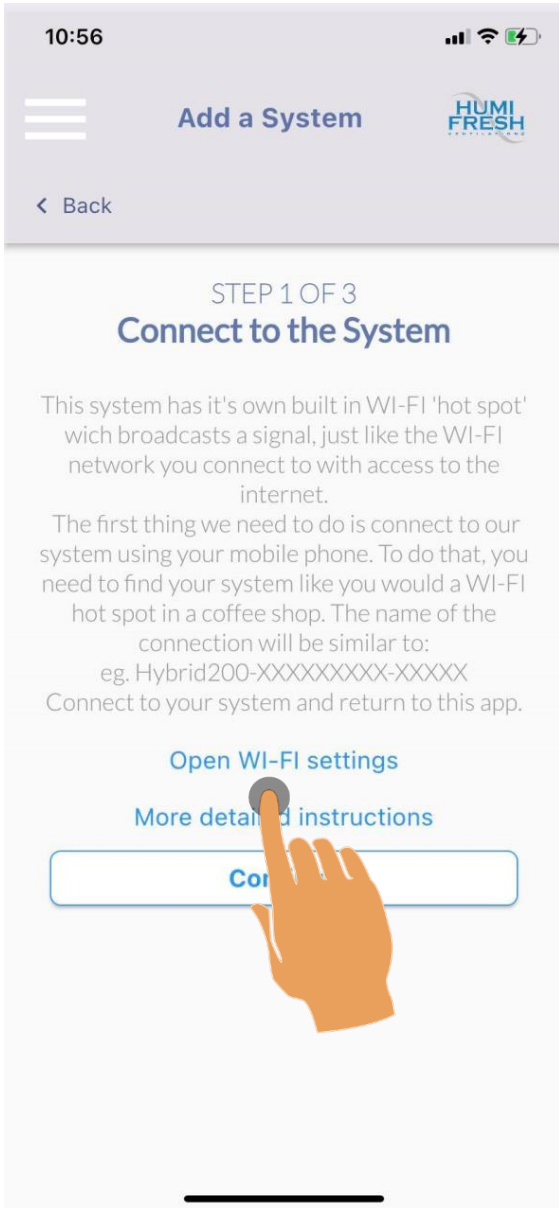 10:56
Add a System
HUMI
FRESH
< Back
STEP 1 OF 3
Connect to the System
This system has it's own built in WI-FI 'hot spot'
wich broadcasts a signal, just like the WI-FI
network you connect to with access to the
internet.
The first thing we need to do is connect to our
system using your mobile phone. To do that, you
need to find your system like you would a WI-FI
hot spot in a coffee shop. The name of the
connection will be similar to:
eg. Hybrid200-XXXXXXXXX-XXXXX
Connect to your system and return to this app.
Open WI-FI settings
More detailed instructions